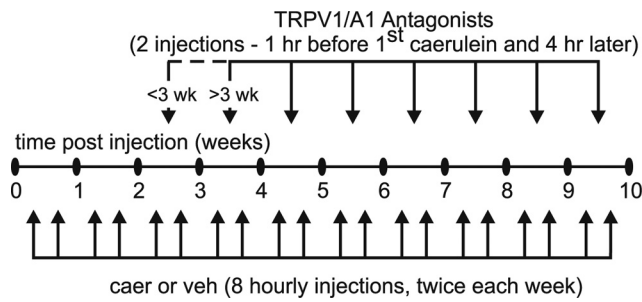 TRPV1/A1 Antagonists
(2 injections - 1 hr before 1st caerulein and 4 hr later)
<3 wk >3 wk
time post injection (weeks)
0 1 2 3 4 5 6 7 8 9 10
caer or veh (8 hourly injections, twice each week)